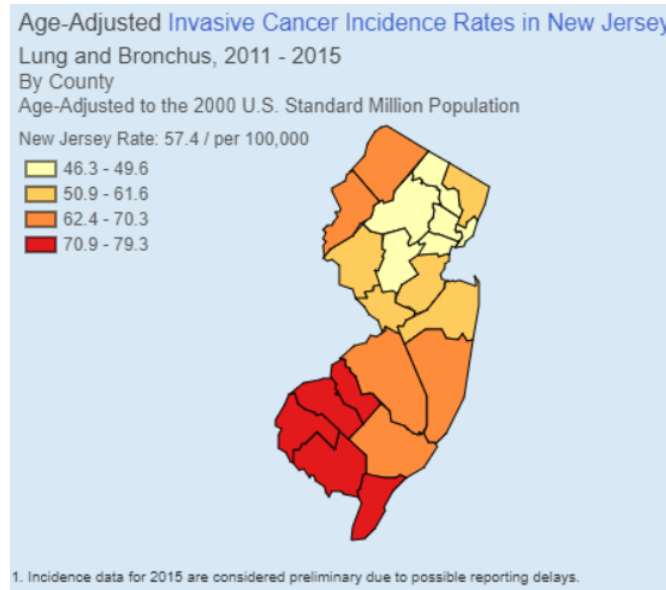 Age-Adjusted Invasive Cancer Incidence Rates in New Jersey
Lung and Bronchus, 2011 - 2015
By County
Age-Adjusted to the 2000 U.S. Standard Million Population
New Jersey Rate: 57.4 / per 100,000
46.3 - 49.6
50.9 - 61.6
62.4 - 70.3
70.9 - 79.3
1. Incidence data for 2015 are considered preliminary due to possible reporting delays.